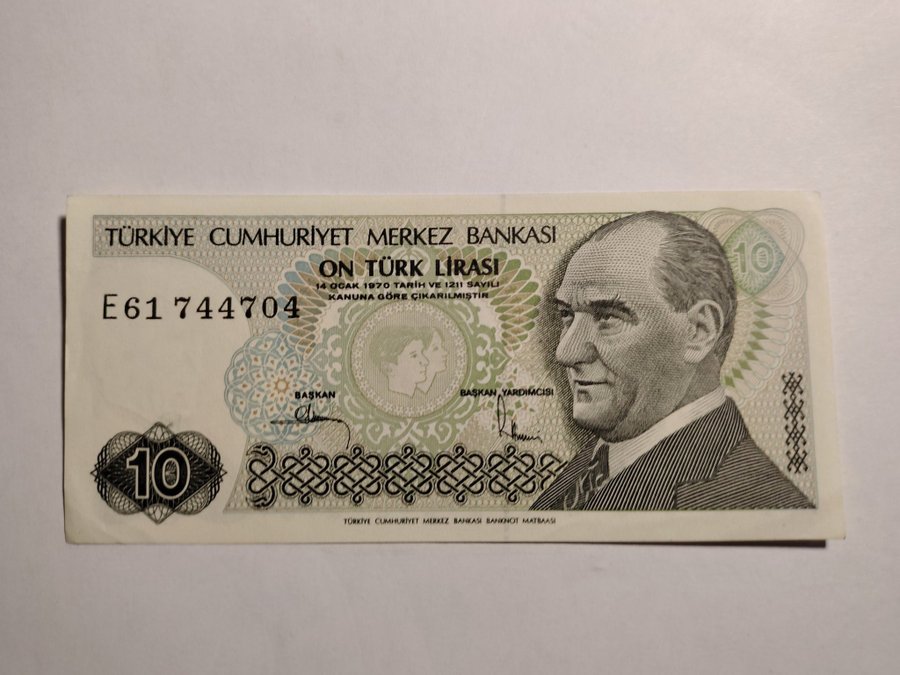 TÜRKİYE CUMHURİYET MERKEZ BANKASI
ON TÜRK LİRASI
14 OCAK 1970 TARİH VE 1211 SAYILI
KANUNA GÖRE ÇIKARILMIŞTIR
10
E61 744704
BAŞKAN
BAŞKAN YARDIMCISI
10
TÜRKİYE CUMHURİYET MERKEZ BANKASI BANKNOT MATBAASI